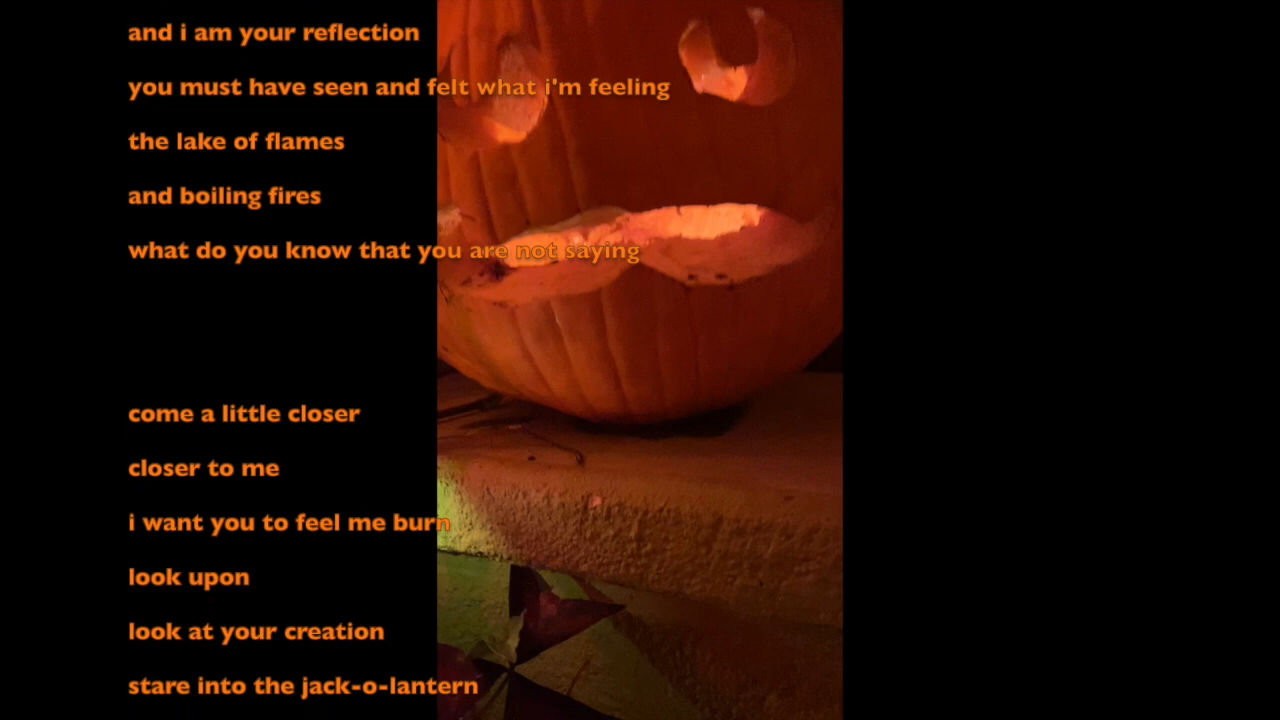 and i am your reflection
you must have seen and felt what i'm feeling
the lake of flames
and boiling fires
what do you know that you are not saying
come a little closer
closer to me
i want you to feel me burn
look upon
look at your creation
stare into the jack-o-lantern